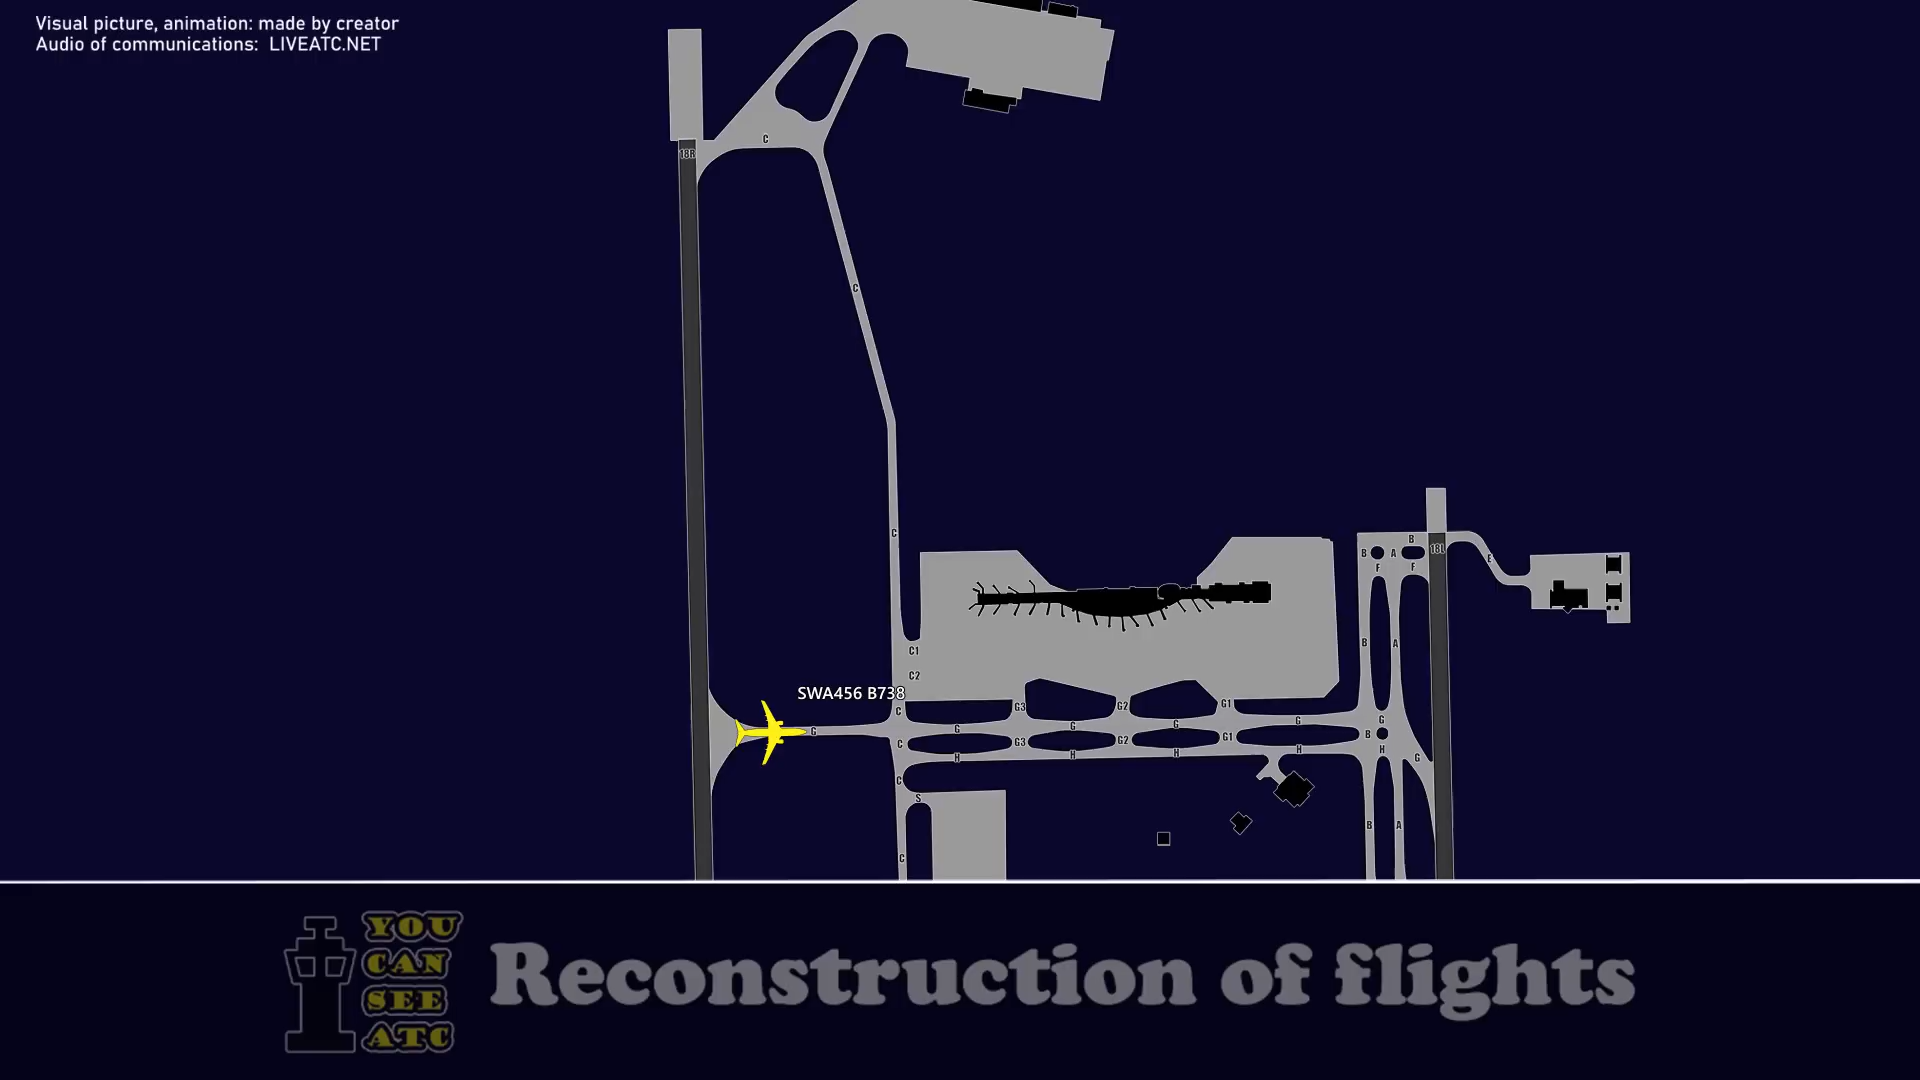 Visual picture, animation: made by creator
Audio of communications: LIVEATC.NET
C
18R
C
B
B A
18L
E
F F
C
B A
C1
C2
SWA456 B738
C G3 G2 G1
G G G G G
G
C G3 G2 G1 B
H H H H H
G
C
S
B A
C
YOU
CAN
SEE
ATC
Reconstruction of flights